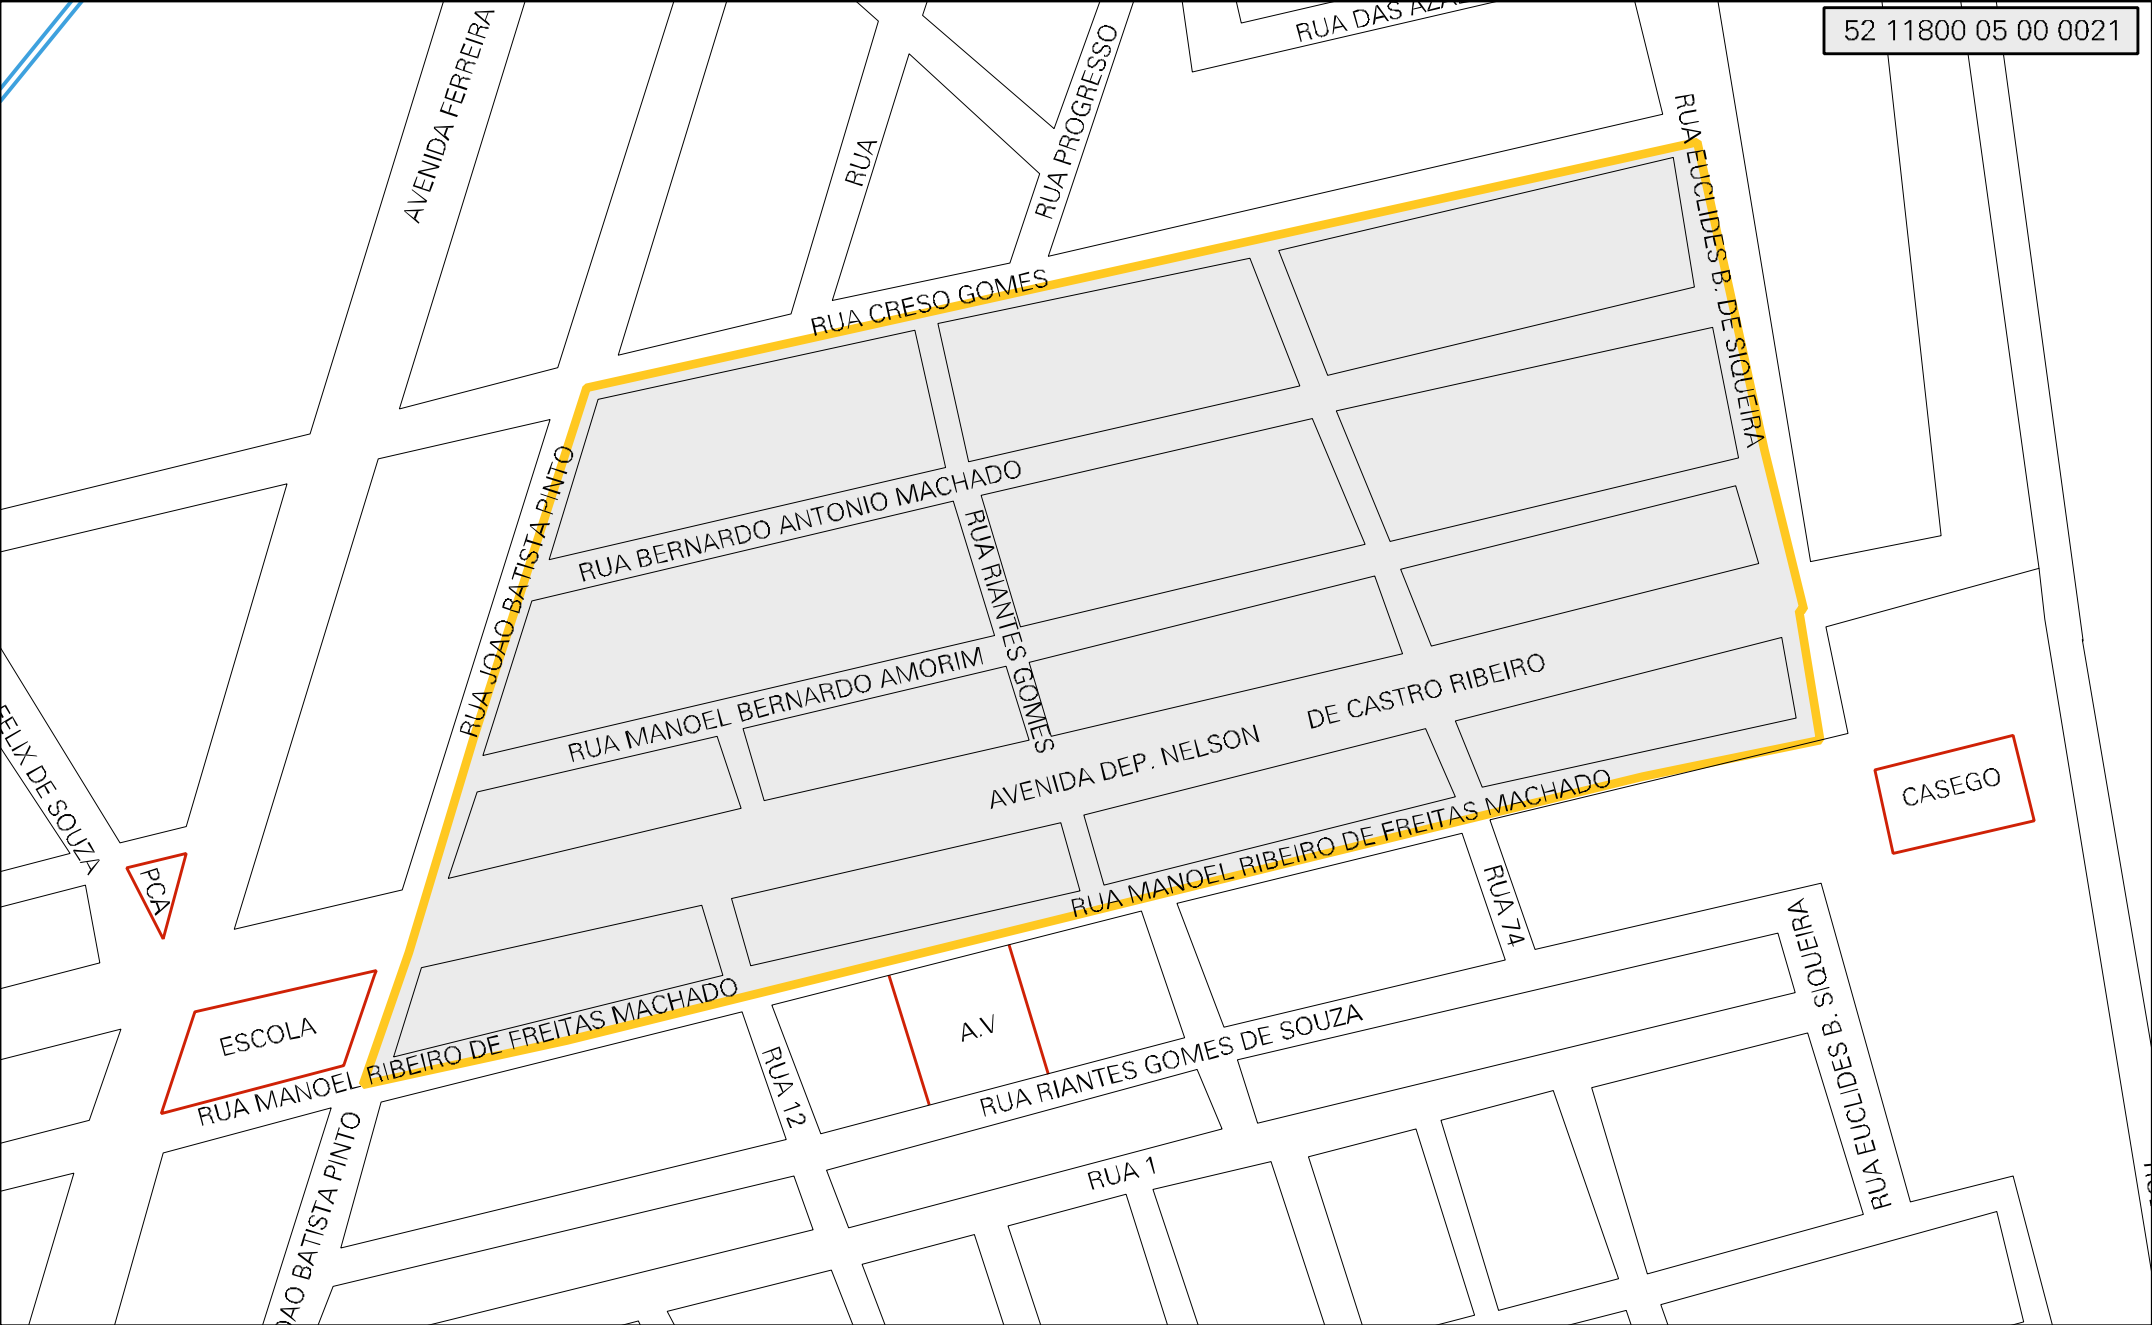 52 11800 05 00 0021
AVENIDA FERREIRA
RUA
RUA PROGRESSO
RUA DAS
RUA EUCLIDES B. DE SIQUEIRA
RUA CRESO GOMES
RUA JOAO BATISTA PINTO
RUA BERNARDO ANTONIO MACHADO
RUA RIANTES GOMES
RUA MANOEL BERNARDO AMORIM
AVENIDA DEP. NELSON DE CASTRO RIBEIRO
RUA MANOEL RIBEIRO DE FREITAS MACHADO
CASEGO
FELIX DE SOUZA
PCA
ESCOLA
RUA MANOEL RIBEIRO DE FREITAS MACHADO
A.V
RUA 74
RUA 12
RUA RIANTES GOMES DE SOUZA
RUA 1
RUA EUCLIDES B. SIQUEIRA
BATISTA PINTO